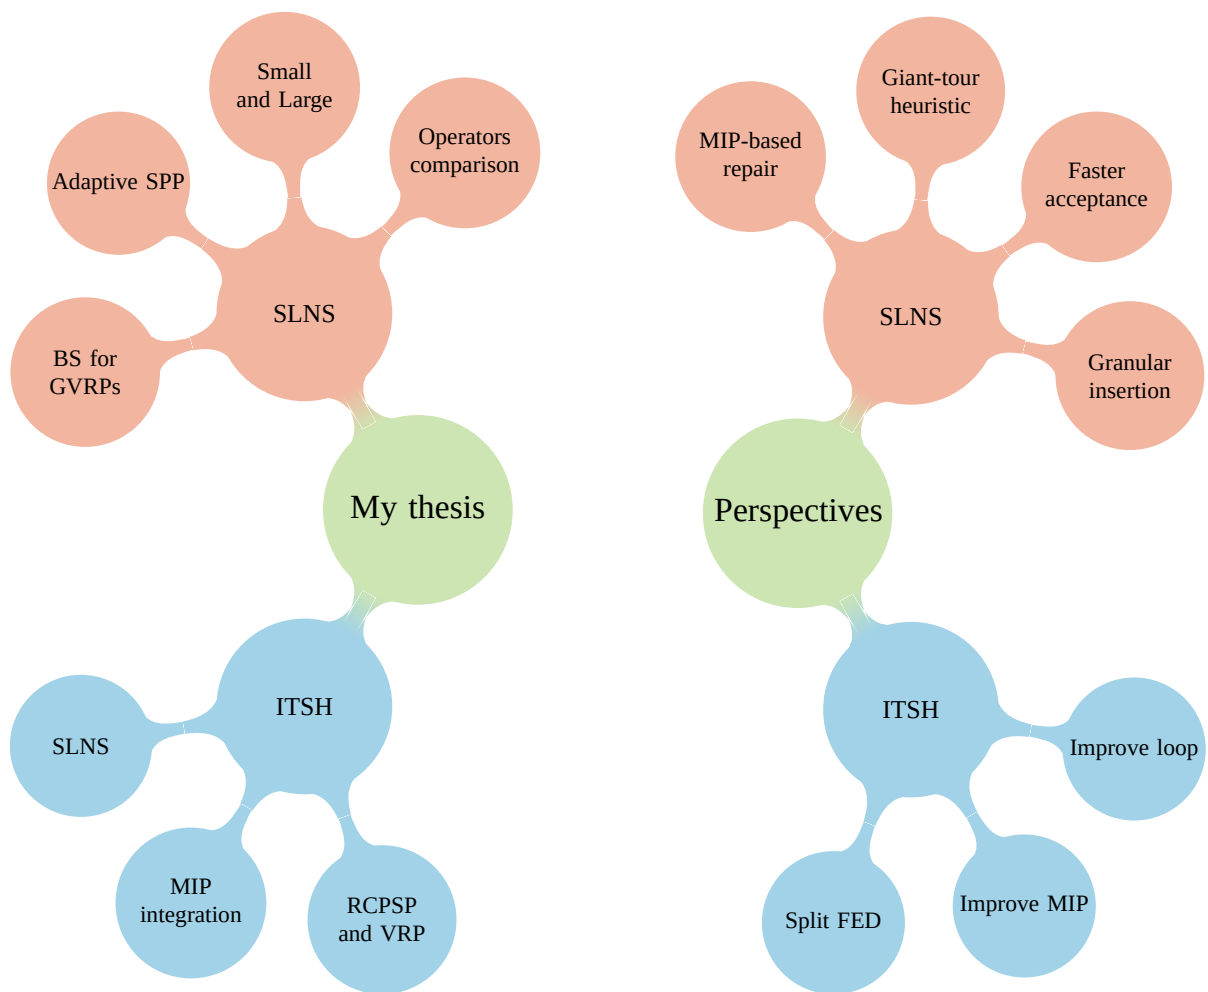 Small
and Large
Operators
comparison
Adaptive SPP
SLNS
BS for
GVRPs
My thesis
ITSH
SLNS
MIP
integration
RCPSP
and VRP
Giant-tour
heuristic
MIP-based
repair
Faster
acceptance
SLNS
Granular
insertion
Perspectives
ITSH
Improve loop
Improve MIP
Split FED